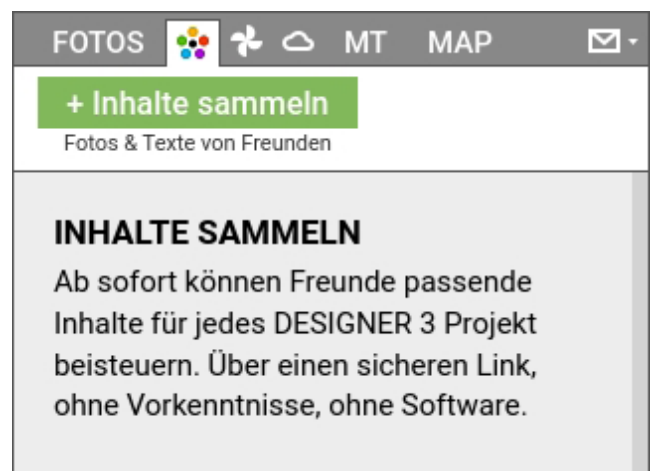 FOTOS MT MAP
+ Inhalte sammeln
Fotos & Texte von Freunden
INHALTE SAMMELN
Ab sofort können Freunde passende
Inhalte für jedes DESIGNER 3 Projekt
beisteuern. Über einen sicheren Link,
ohne Vorkenntnisse, ohne Software.